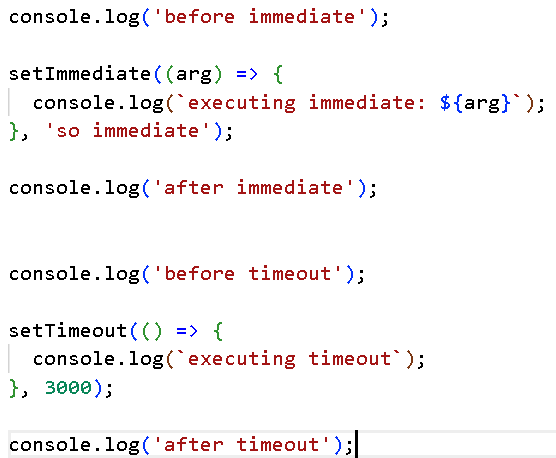 console.log('before immediate');
setImmediate((arg) => {
  console.log(`executing immediate: ${arg}`);
}, 'so immediate');
console.log('after immediate');
console.log('before timeout');
setTimeout(() => {
  console.log(`executing timeout`);
}, 3000);
console.log('after timeout');